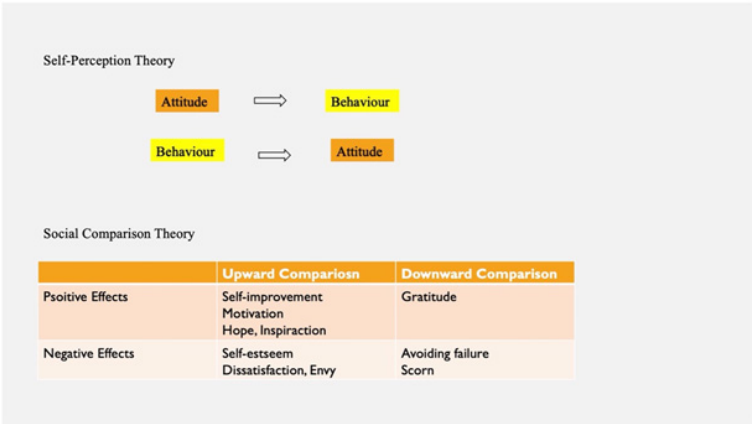 Self-Perception Theory
Attitude Behaviour
Behaviour Attitude
Social Comparison Theory
Upward Compariosn Downward Comparison
Psoitive Effects Self-improvement Gratitude
Motivation
Hope, Inspiraction
Negative Effects Self-estseem Avoiding failure
Dissatisfaction, Envy Scorn